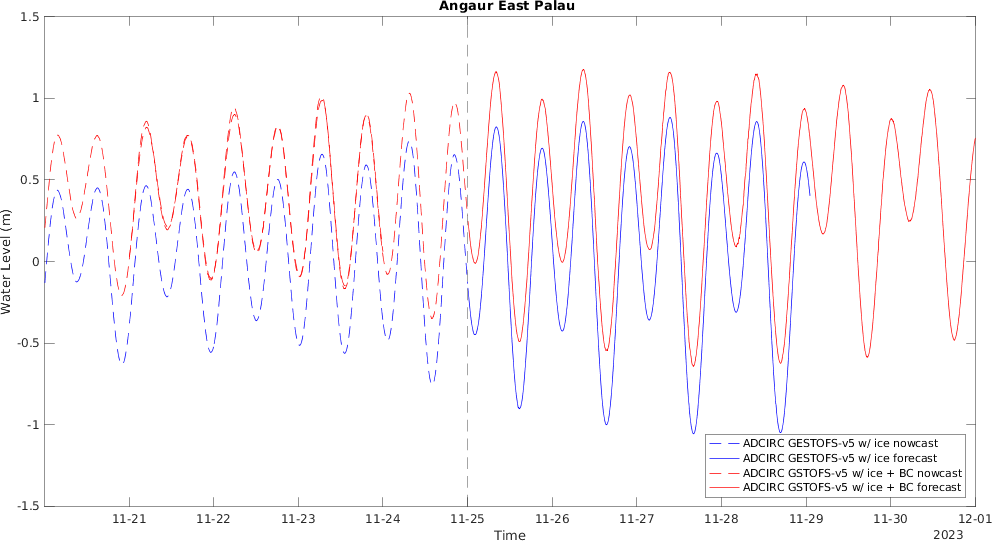 Angaur East Palau
1.5
1
0.5
0
-0.5
-1
-1.5
Water Level (m)
11-21
11-22
11-23
11-24
11-25
11-26
11-27
11-28
11-29
11-30
12-01
Time
2023
ADCIRC GESTOFS-v5 w/ ice nowcast
ADCIRC GESTOFS-v5 w/ ice forecast
ADCIRC GSTOFS-v5 w/ ice + BC nowcast
ADCIRC GSTOFS-v5 w/ ice + BC forecast